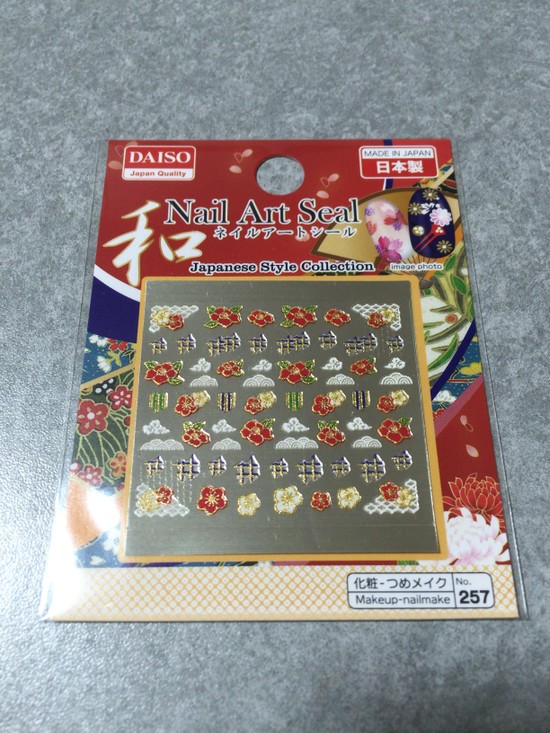 DAISO
Japan Quality
MADE IN JAPAN
日本製
和
Nail Art Seal
ネイルアートシール
Japanese Style Collection
image photo
化粧-つめメイク
Makeup-nailmake
No.
257